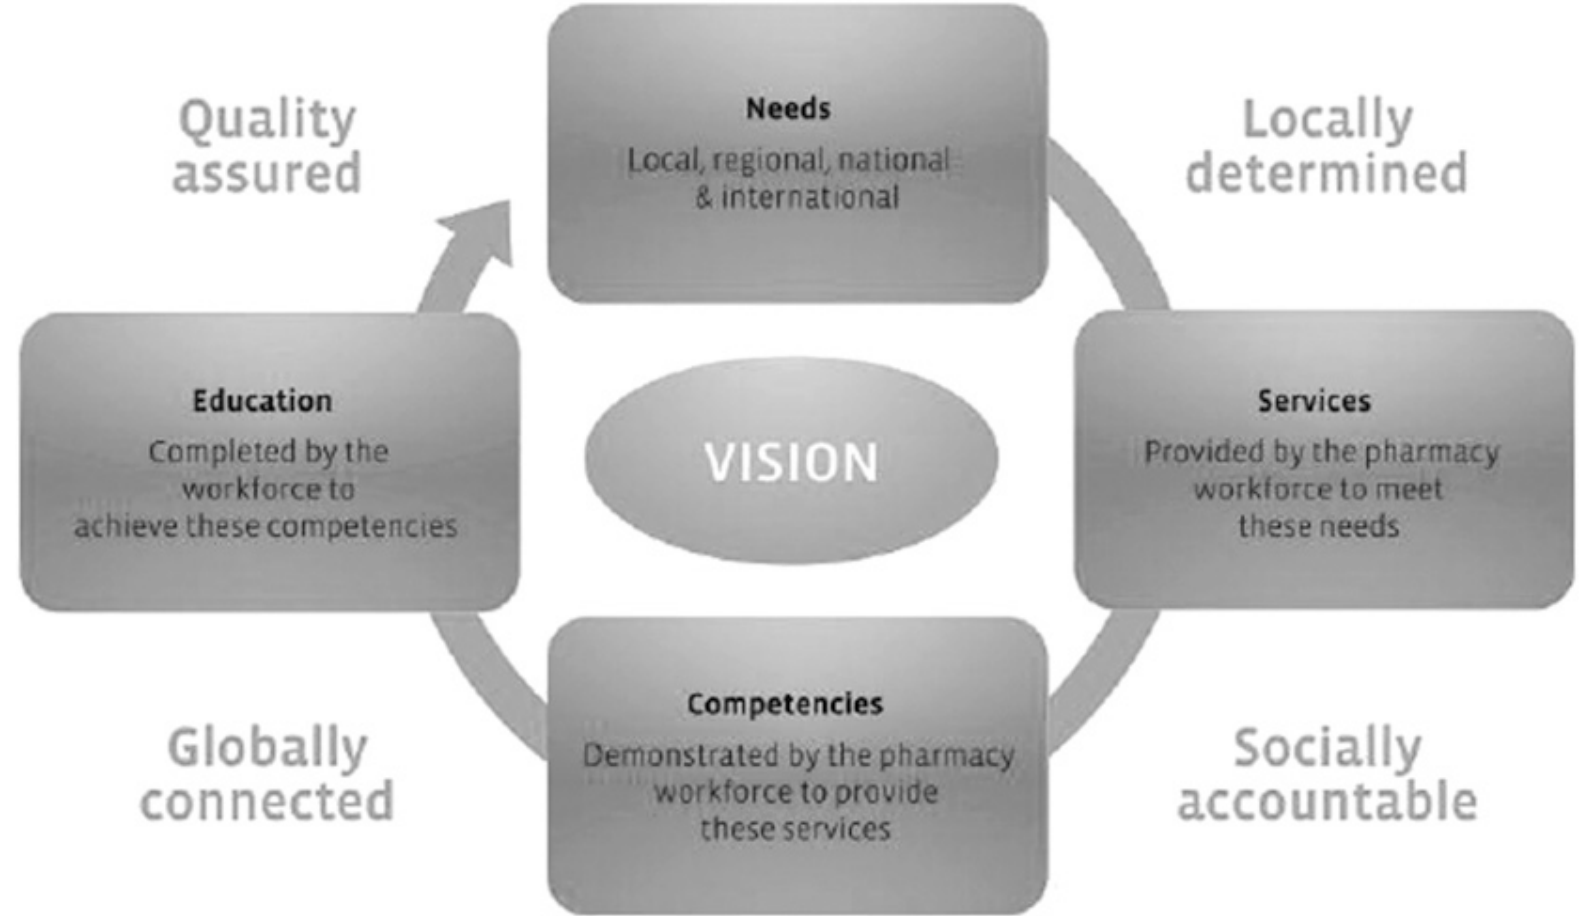 Quality
assured
Needs
Local, regional, national
& international
Locally
determined
Education
Completed by the
workforce to
achieve these competencies
VISION
Services
Provided by the pharmacy
workforce to meet
these needs
Globally
connected
Competencies
Demonstrated by the pharmacy
workforce to provide
these services
Socially
accountable